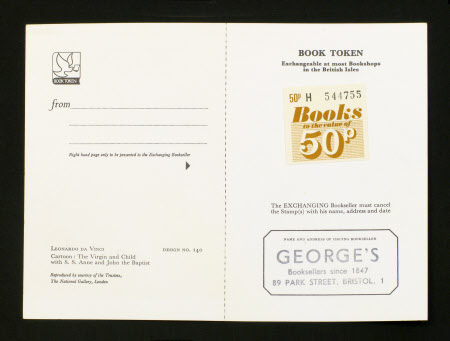 BOOK TOKEN
from
Right hand page only to be presented to the Exchanging Bookseller
LEONARDO DA VINCI
DESIGN NO. 140
Cartoon: The Virgin and Child
with S. S. Anne and John the Baptist
Reproduced by courtesy of the Trustees,
The National Gallery, London
BOOK TOKEN
Exchangeable at most Bookshops
in the British Isles
50p H 544755
Books
to the value of
50p
The EXCHANGING Bookseller must cancel
the Stamp(s) with his name, address and date
NAME AND ADDRESS OF ISSUING BOOKSELLER
GEORGE'S
Booksellers since 1847
89 PARK STREET, BRISTOL, 1